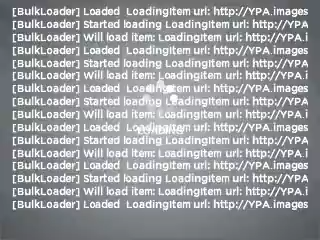 [BulkLoader] Loaded LoadingItem url: http://YPA.images
[BulkLoader] Started loading LoadingItem url: http://YPA
[BulkLoader] Will load item: LoadingItem url: http://YPA.i
[BulkLoader] Loaded LoadingItem url: http://YPA.images
[BulkLoader] Started loading LoadingItem url: http://YPA
[BulkLoader] Will load item: LoadingItem url: http://YPA.i
[BulkLoader] Loaded LoadingItem url: http://YPA.images
[BulkLoader] Started loading LoadingItem url: http://YPA
[BulkLoader] Will load item: LoadingItem url: http://YPA.i
[BulkLoader] Loaded LoadingItem url: http://YPA.images
[BulkLoader] Started loading LoadingItem url: http://YPA
[BulkLoader] Will load item: LoadingItem url: http://YPA.i
[BulkLoader] Loaded LoadingItem url: http://YPA.images
[BulkLoader] Started loading LoadingItem url: http://YPA
[BulkLoader] Will load item: LoadingItem url: http://YPA.i
[BulkLoader] Loaded LoadingItem url: http://YPA.images